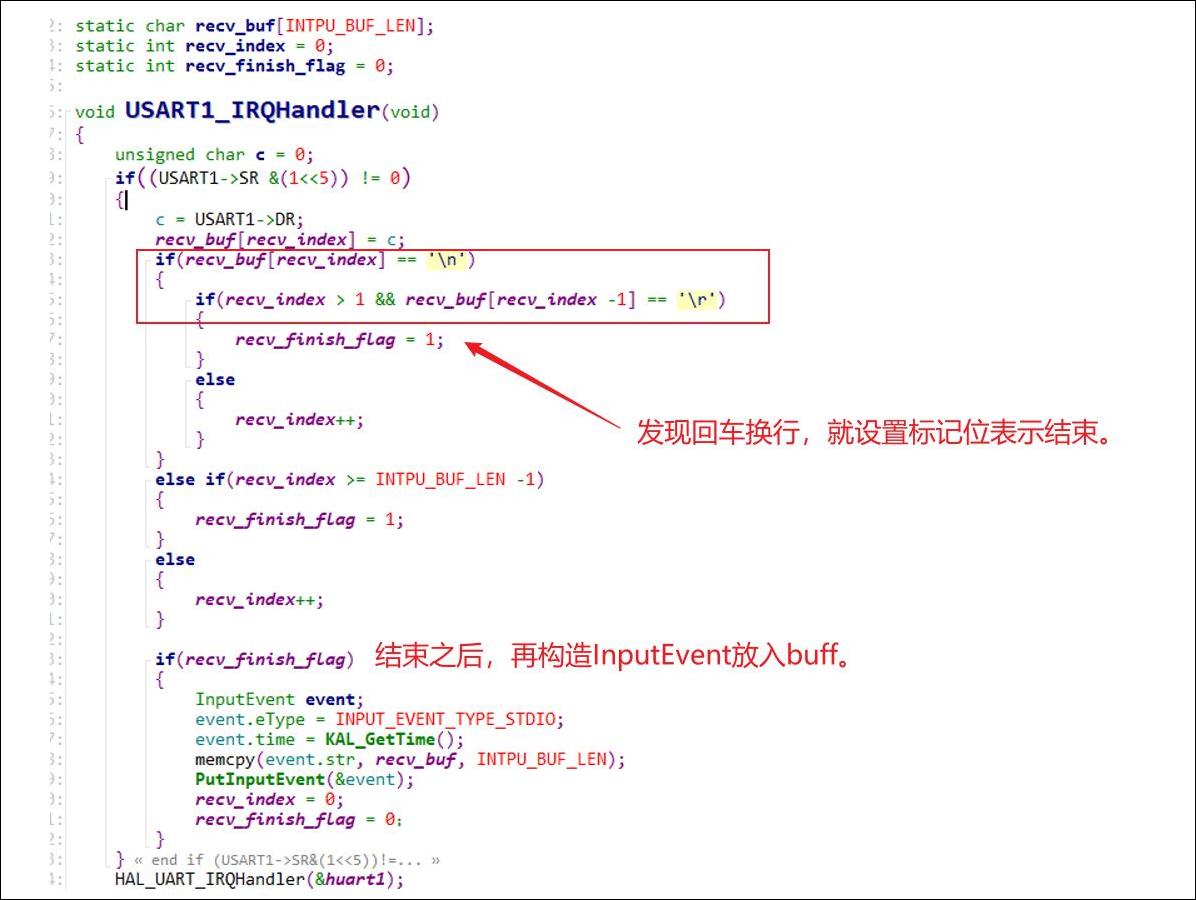 2: static char recv_buf[INTPU_BUF_LEN];
3: static int recv_index = 0;
4: static int recv_finish_flag = 0;
5:
5: void USART1_IRQHandler(void)
7: {
3: unsigned char c = 0;
9: if((USART1->SR &(1<<5)) != 0)
0: {
1: c = USART1->DR;
2: recv_buf[recv_index] = c;
3: if(recv_buf[recv_index] == '\n')
4: {
5: if(recv_index > 1 && recv_buf[recv_index -1] == '\r')
5: {
7: recv_finish_flag = 1;
3: }
9: else
0: {
1: recv_index++;
2: }
发现回车换行，就设置标记位表示结束。
3: }
4: else if(recv_index >= INTPU_BUF_LEN -1)
5: {
5: recv_finish_flag = 1;
7: }
3: else
9: {
0: recv_index++;
1: }
2:
3: if(recv_finish_flag) 结束之后，再构造InputEvent放入buff。
4: {
5: InputEvent event;
5: event.eType = INPUT_EVENT_TYPE_STDIO;
7: event.time = KAL_GetTime();
3: memcpy(event.str, recv_buf, INTPU_BUF_LEN);
9: PutInputEvent(&event);
0: recv_index = 0;
1: recv_finish_flag = 0;
2: }
3: } « end if (USART1->SR&(1<<5))!=... »
4: HAL_UART_IRQHandler(&huart1);